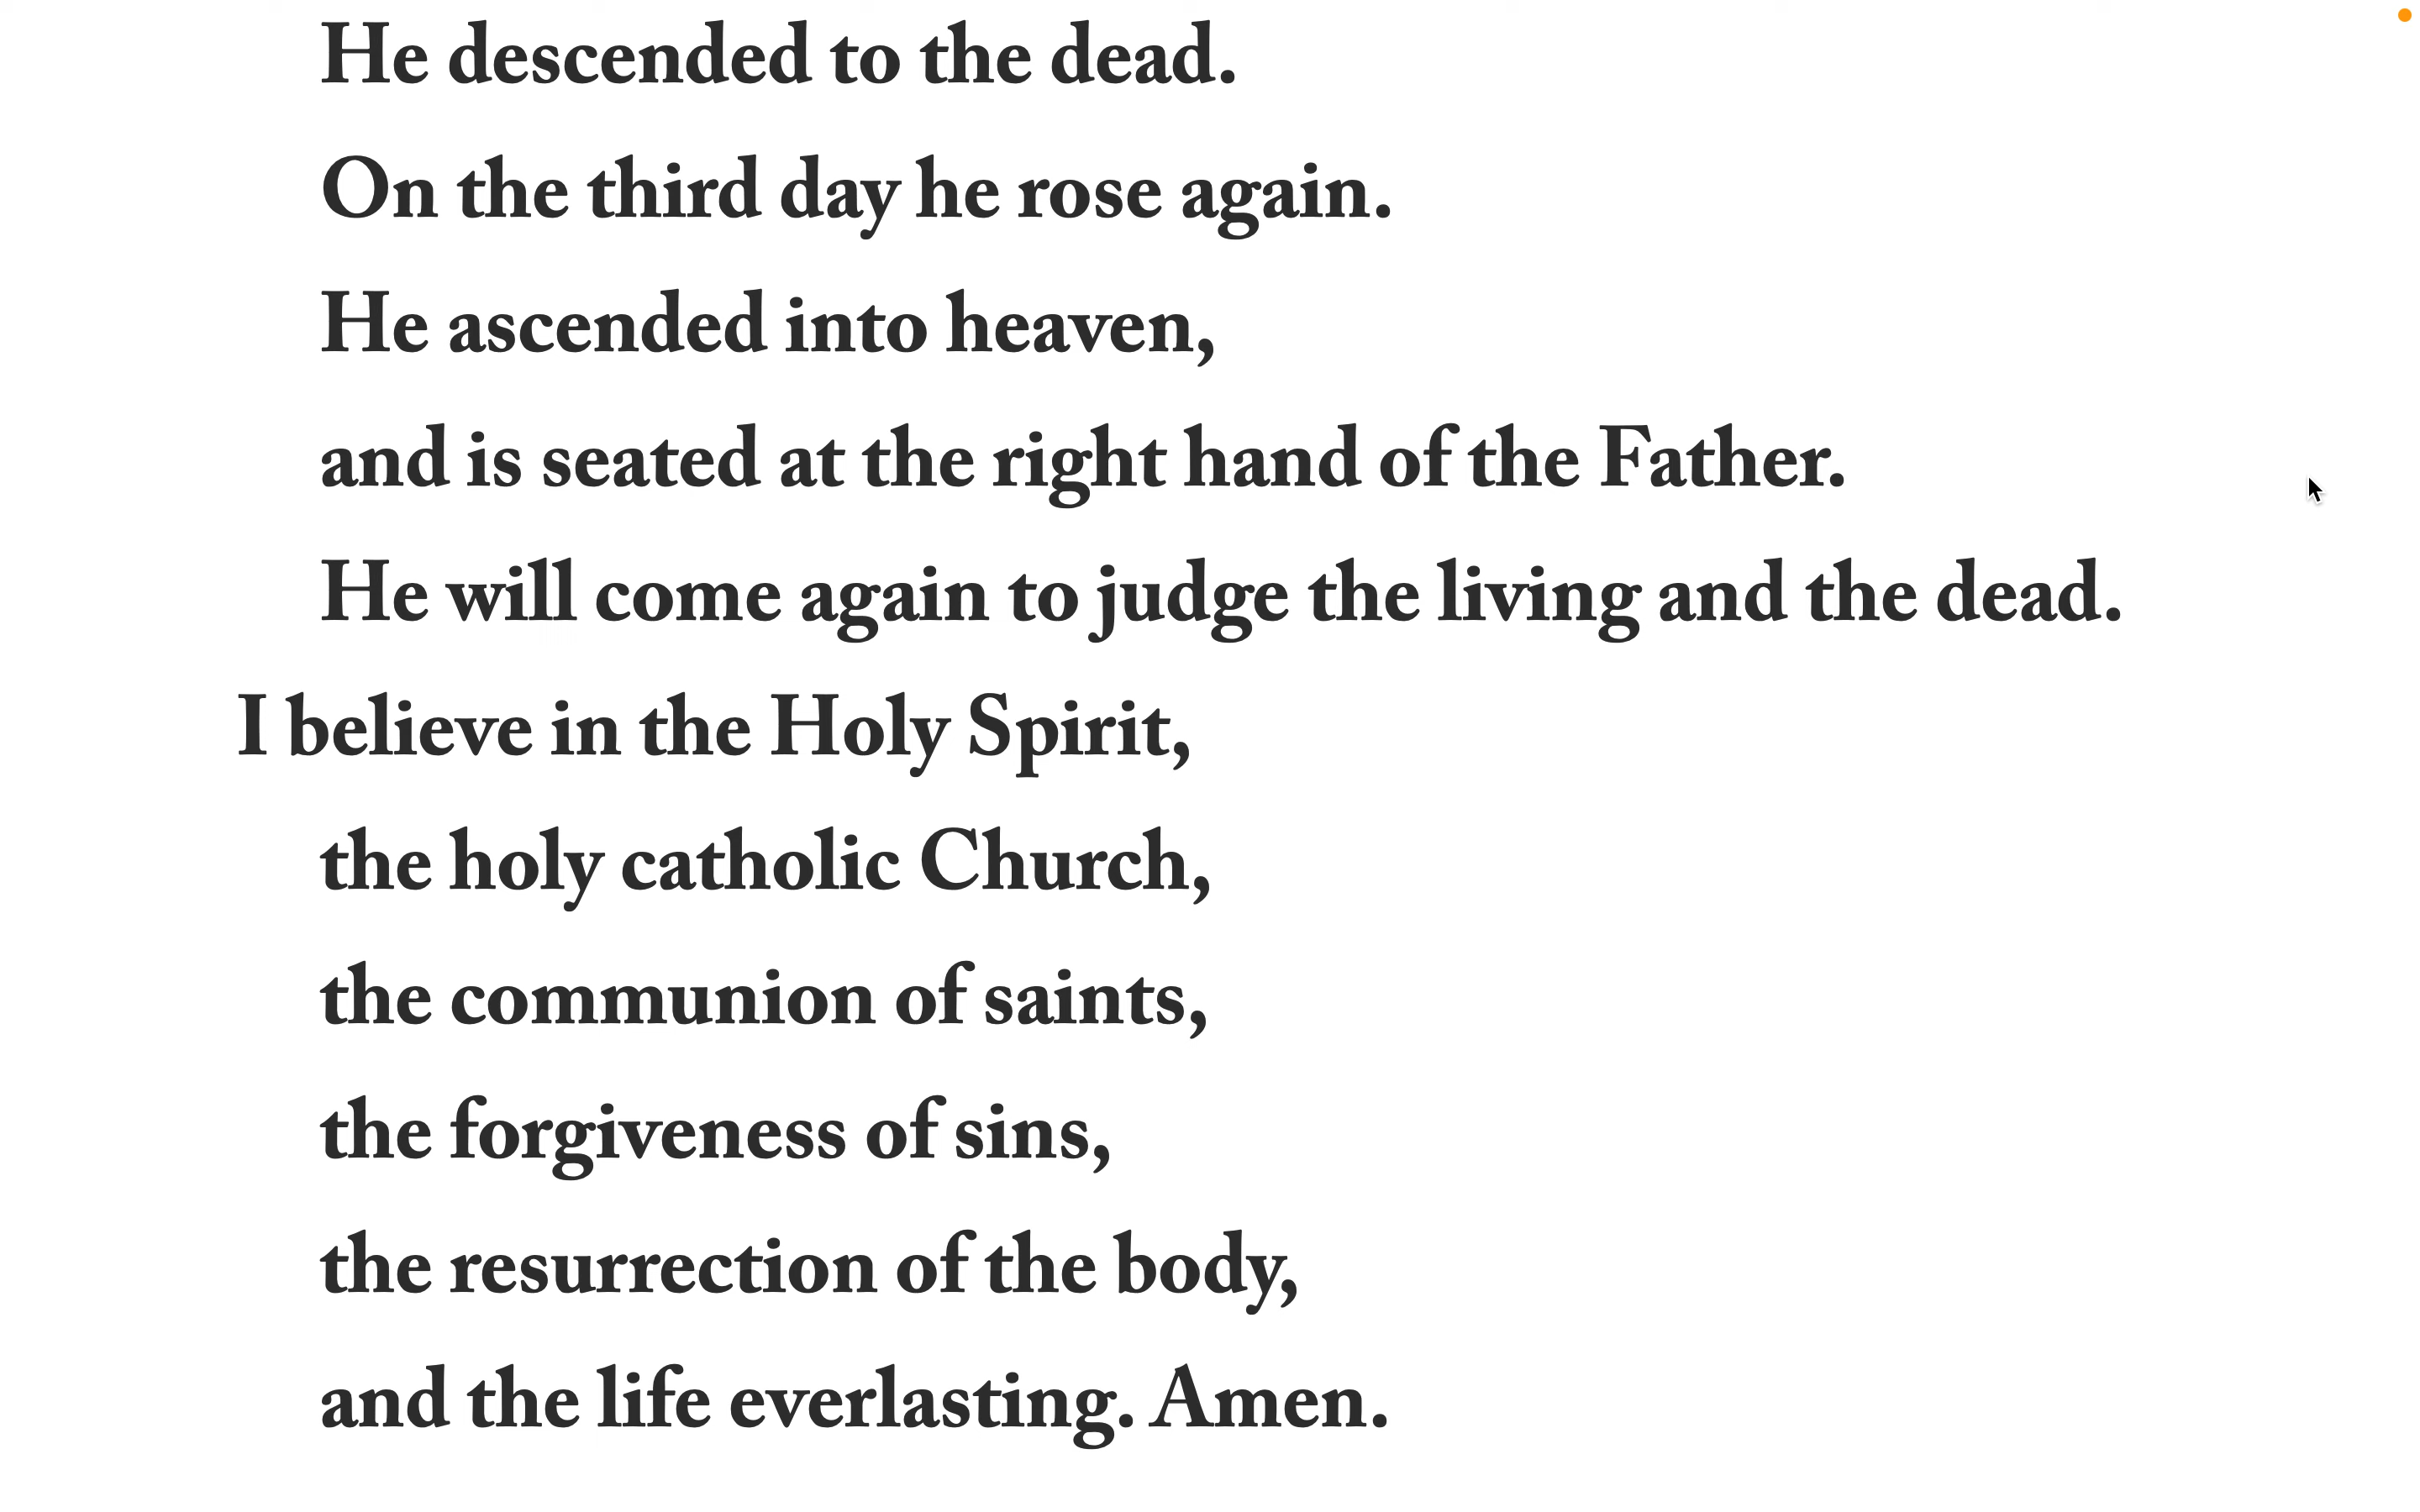 He descended to the dead.
On the third day he rose again.
He ascended into heaven,
and is seated at the right hand of the Father.
He will come again to judge the living and the dead.
I believe in the Holy Spirit,
the holy catholic Church,
the communion of saints,
the forgiveness of sins,
the resurrection of the body,
and the life everlasting. Amen.